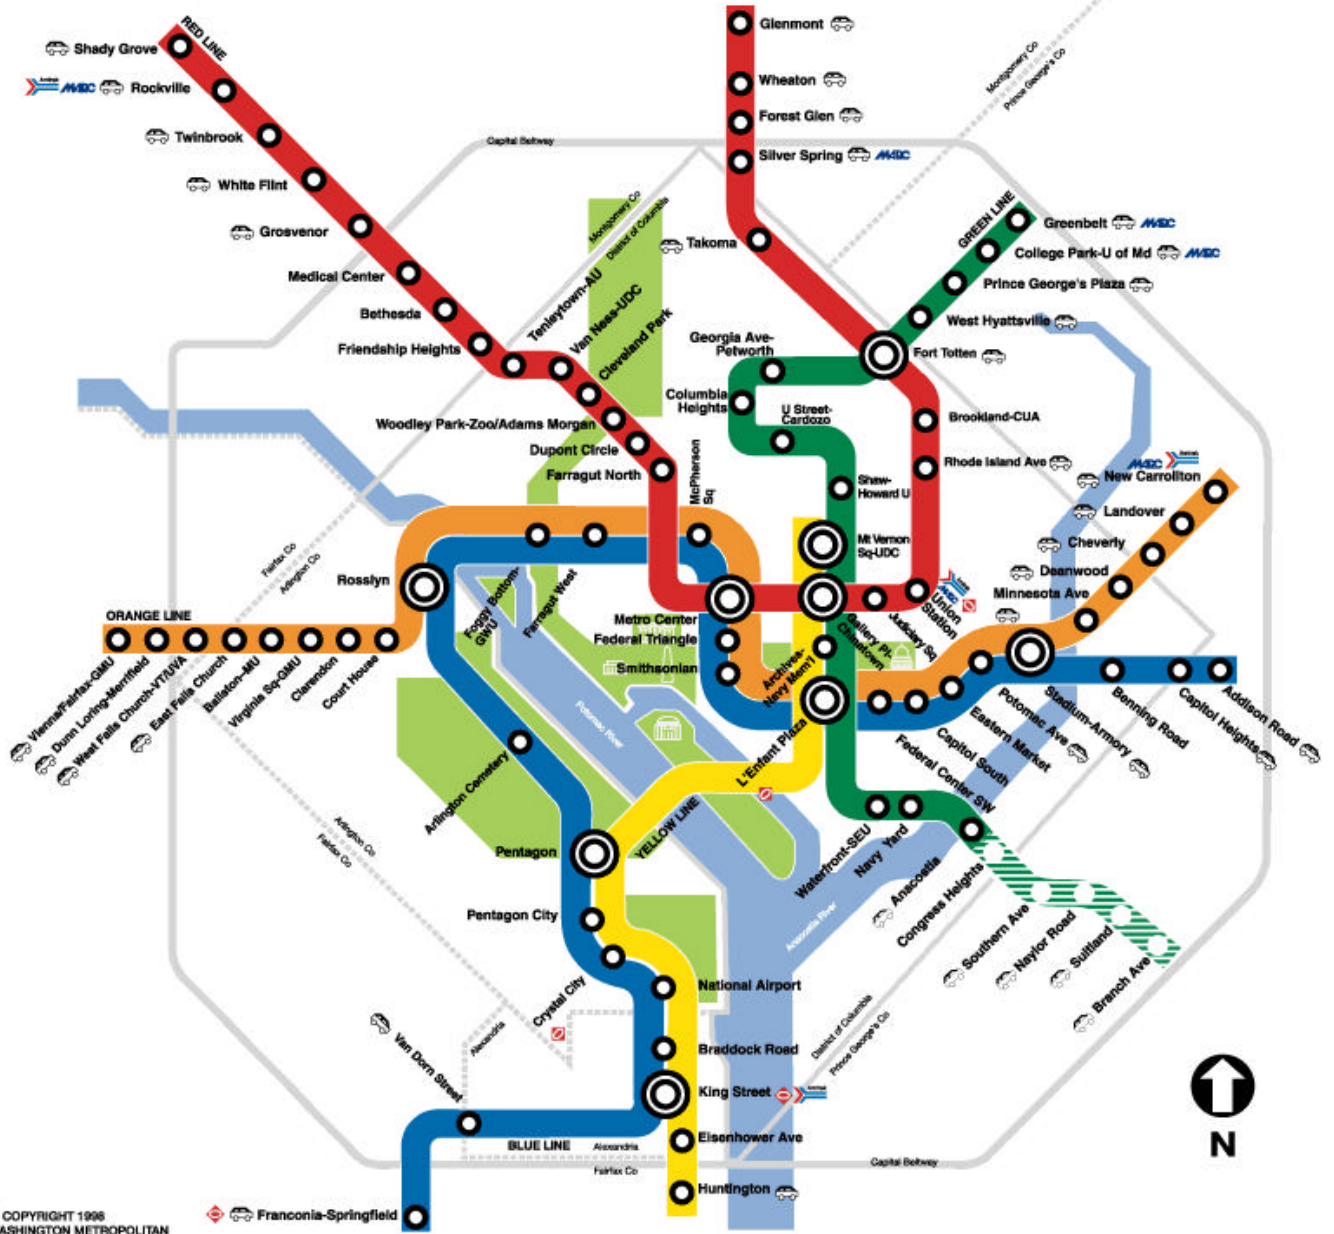 RED LINE
Shady Grove
Rockville
Twinbrook
White Flint
Grosvenor
Medical Center
Bethesda
Friendship Heights
Tenleytown-AU
Van Ness-UDC
Cleveland Park
Woodley Park-Zoo/Adams Morgan
Dupont Circle
Farragut North
Capital Beltway
Montgomery Co
District of Columbia
Glenmont
Wheaton
Forest Glen
Silver Spring
MARC
Takoma
Montgomery Co
Prince George's Co
GREEN LINE
Greenbelt
MARC
College Park-U of Md
MARC
Prince George's Plaza
West Hyattsville
Fort Totten
Georgia Ave-
Petworth
Columbia
Heights
U Street-
Cardozo
Shaw-
Howard U
Mt Vernon
Sq-UDC
Brookland-CUA
Rhode Island Ave
MARC
New Carrollton
Landover
Cheverly
Deanwood
Minnesota Ave
McPherson
Sq
Fairfax Co
Arlington Co
Rosslyn
Foggy Bottom-
GWU
Farragut West
Metro Center
Federal Triangle
Smithsonian
Gallery Pl-
Chinatown
Judiciary Sq
Union
Station
Archives-
Navy Mem'l
L'Enfant Plaza
ORANGE LINE
Vienna/Fairfax-GMU
Dunn Loring-Merrifield
West Falls Church-VT/UVA
East Falls Church
Ballston-MU
Virginia Sq-GMU
Clarendon
Court House
Federal Center SW
Capitol South
Eastern Market
Potomac Ave
Stadium-Armory
Benning Road
Capitol Heights
Addison Road
Potomac River
Arlington Cemetery
Pentagon
YELLOW LINE
Arlington Co
Fairfax Co
Pentagon City
Crystal City
National Airport
Braddock Road
King Street
Eisenhower Ave
Huntington
Waterfront-SEU
Navy Yard
Anacostia
Congress Heights
Southern Ave
Naylor Road
Suitland
Branch Ave
Anacostia River
District of Columbia
Prince George's Co
Alexandria
Van Dorn Street
BLUE LINE
Alexandria
Fairfax Co
Capital Beltway
Franconia-Springfield
N
COPYRIGHT 1998
ASHINGTON METROPOLITAN